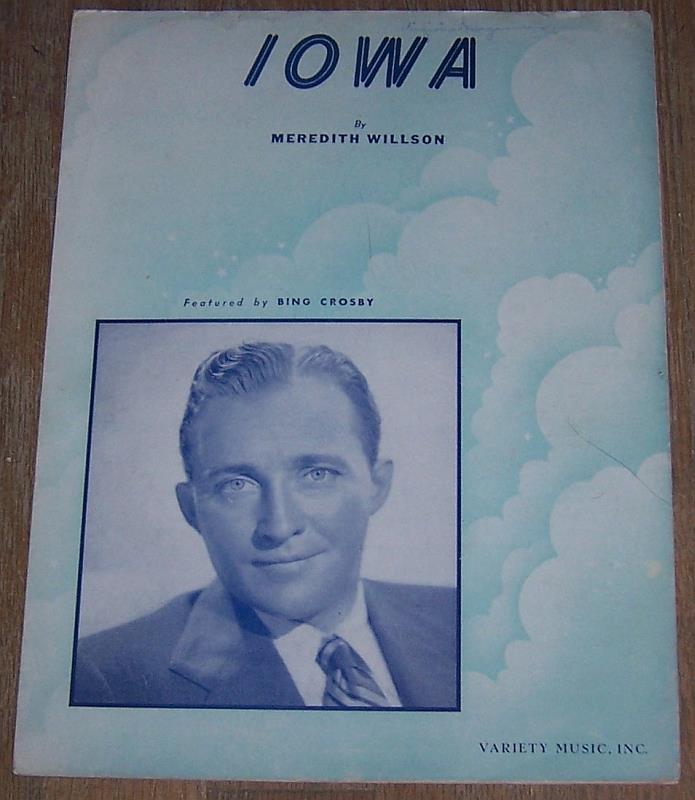 IOWA
By
MEREDITH WILLSON
Featured by BING CROSBY
VARIETY MUSIC, INC.